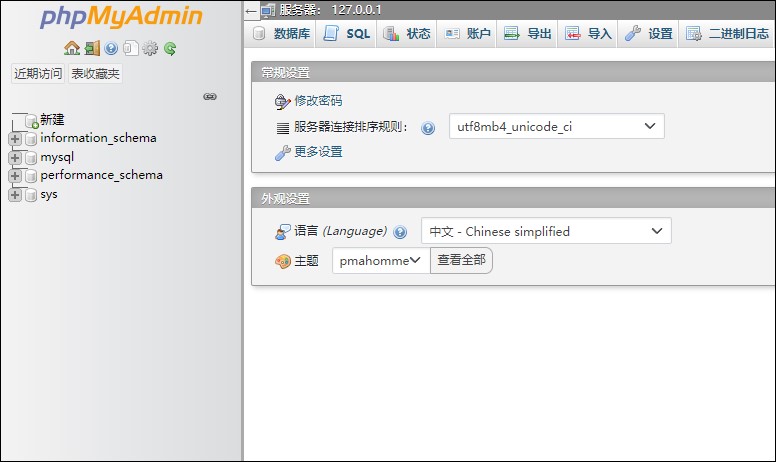 phpMyAdmin
近期访问 表收藏夹
新建
information_schema
mysql
performance_schema
sys
服务器： 127.0.0.1
数据库 SQL 状态 账户 导出 导入 设置 二进制日志
常规设置
修改密码
服务器连接排序规则： utf8mb4_unicode_ci
更多设置
外观设置
语言 (Language) 中文 - Chinese simplified
主题 pmahomme 查看全部